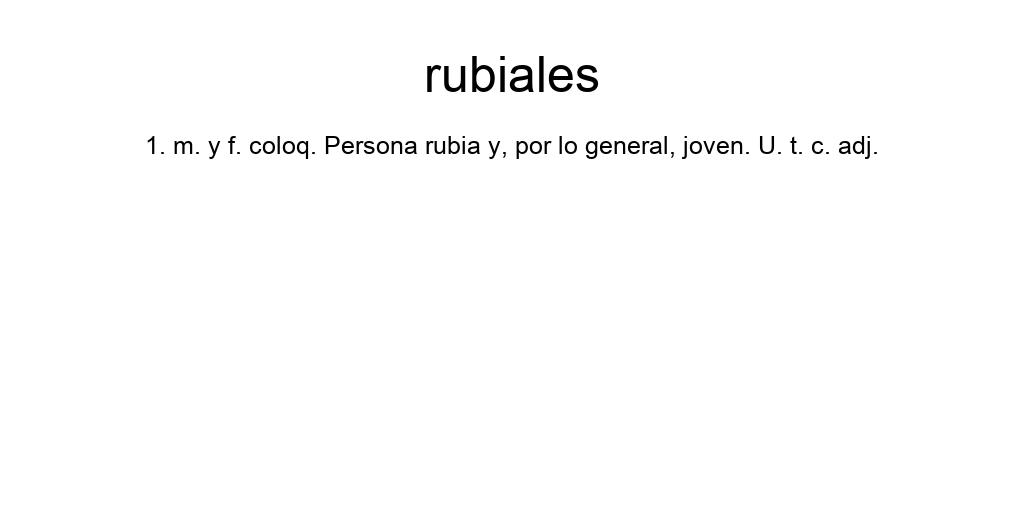 rubiales
1. m. y f. coloq. Persona rubia y, por lo general, joven. U. t. c. adj.